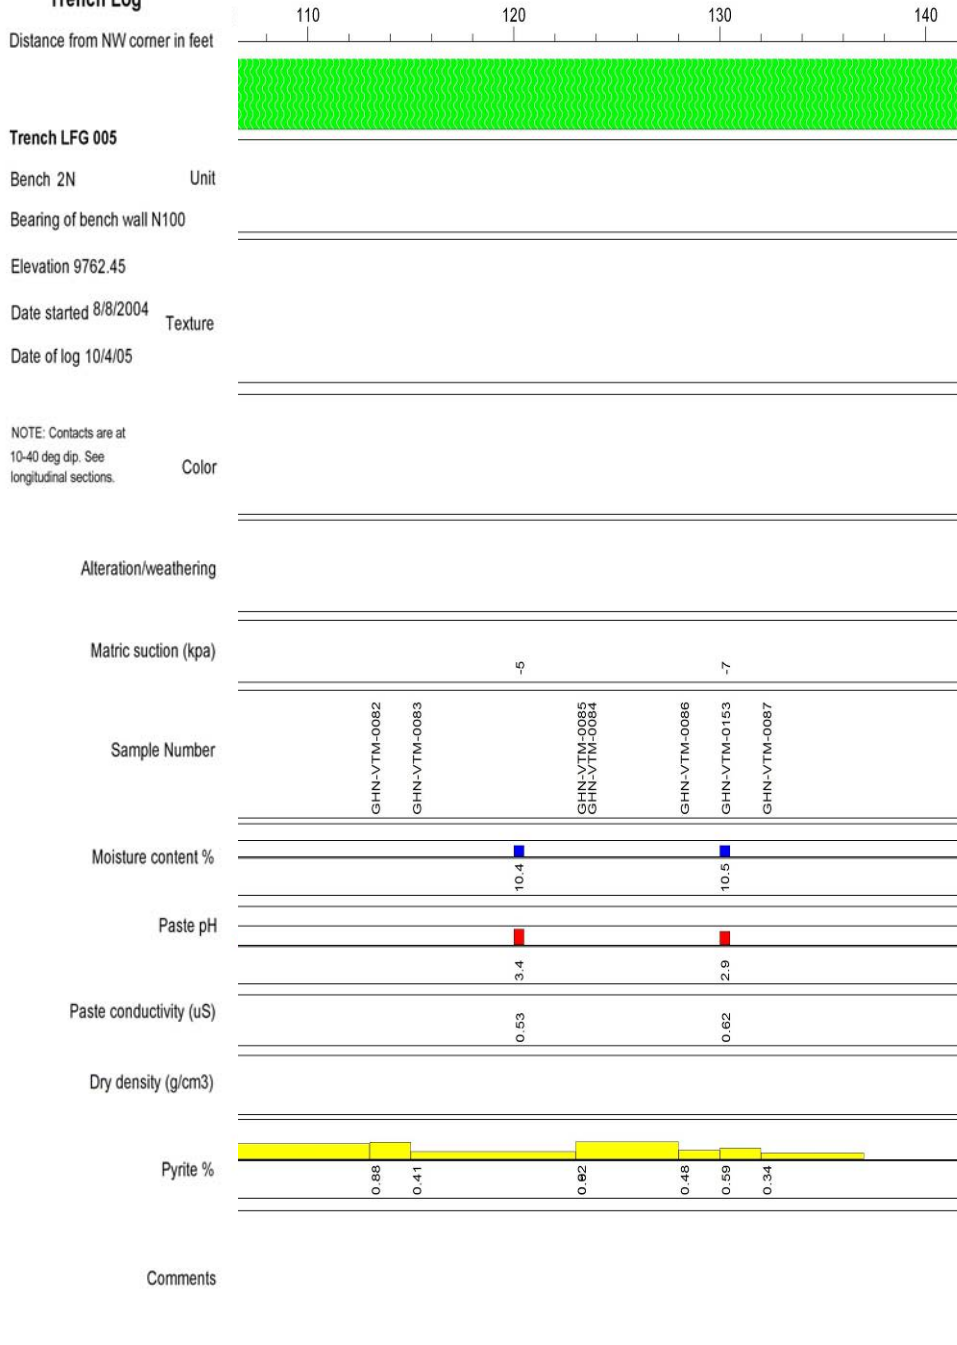 Trench Log
110 120 130 140
Distance from NW corner in feet
Trench LFG 005
Bench 2N Unit
Bearing of bench wall N100
Elevation 9762.45
Date started 8/8/2004
Texture
Date of log 10/4/05
NOTE: Contacts are at
10-40 deg dip. See
longitudinal sections.
Color
Alteration/weathering
Matric suction (kpa) -5 -7
Sample Number GHN-VTM-0082 GHN-VTM-0083 GHN-VTM-0085 GHN-VTM-0084 GHN-VTM-0086 GHN-VTM-0153 GHN-VTM-0087
Moisture content % 10.4 10.5
Paste pH 3.4 2.9
Paste conductivity (uS) 0.53 0.62
Dry density (g/cm3)
Pyrite % 0.88 0.41 0.48 0.59 0.34
Comments